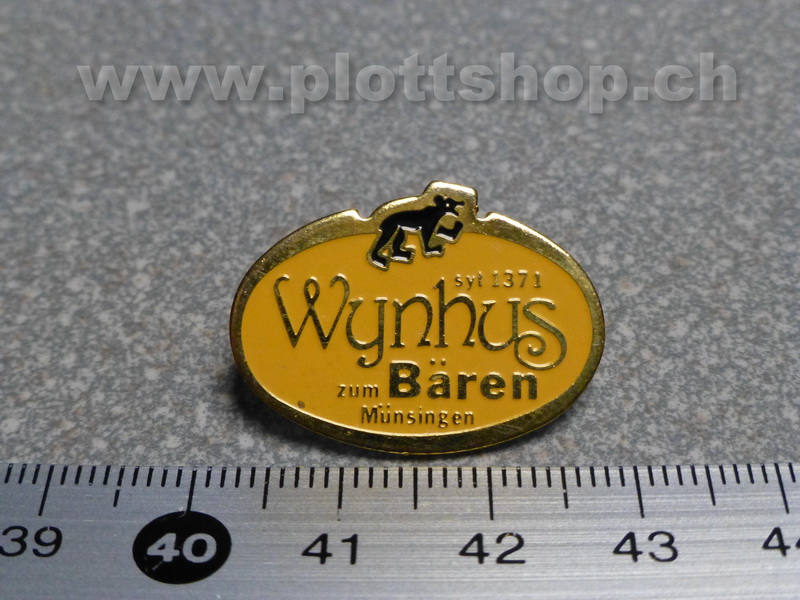 www.plottshop.ch
syt 1371
Wynhus
zum Bären
Münsingen
39 40 41 42 43 44